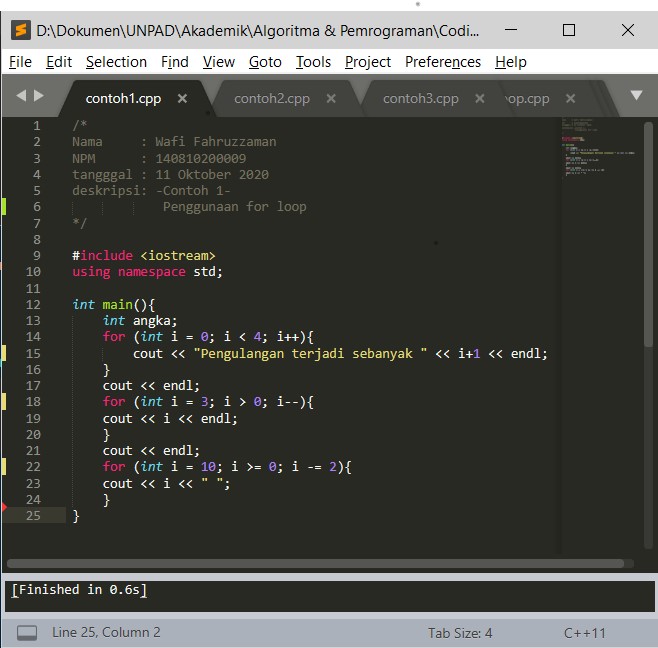 D:\Dokumen\UNPAD\Akademik\Algoritma & Pemrograman\Codi...
File Edit Selection Find View Goto Tools Project Preferences Help
contoh1.cpp contoh2.cpp contoh3.cpp op.cpp
1 /*
2 Nama : Wafi Fahruzzaman
3 NPM : 140810200009
4 tangggal : 11 Oktober 2020
5 deskripsi: -Contoh 1-
6 Penggunaan for loop
7 */
8
9 #include <iostream>
10 using namespace std;
11
12 int main(){
13 int angka;
14 for (int i = 0; i < 4; i++){
15 cout << "Pengulangan terjadi sebanyak " << i+1 << endl;
16 }
17 cout << endl;
18 for (int i = 3; i > 0; i--){
19 cout << i << endl;
20 }
21 cout << endl;
22 for (int i = 10; i >= 0; i -= 2){
23 cout << i << " ";
24 }
25 }
[Finished in 0.6s]
Line 25, Column 2 Tab Size: 4 C++11